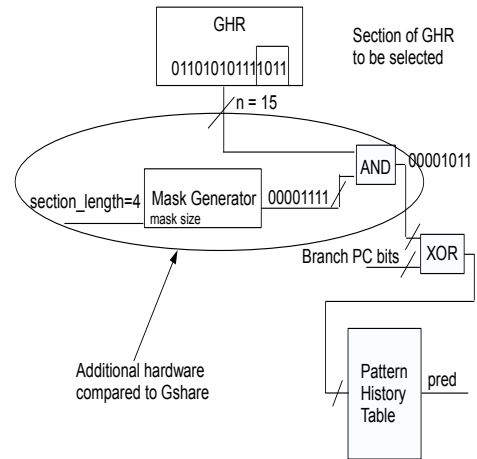 GHR
Section of GHR
to be selected
011010101111011
n = 15
AND
00001011
section_length=4
Mask Generator
mask size
00001111
Branch PC bits
XOR
Additional hardware
compared to Gshare
Pattern
History
Table
pred